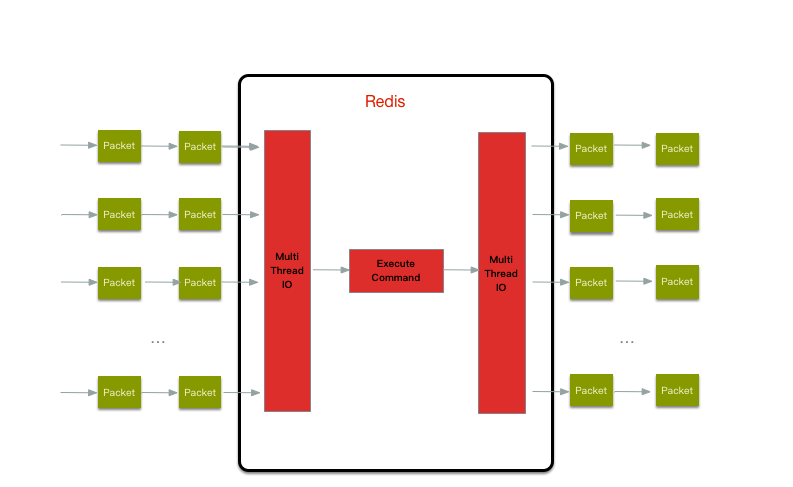 Redis
Packet Packet Packet Packet
Packet Packet Packet Packet
Multi
Thread
IO
Execute
Command
Multi
Thread
IO
Packet Packet Packet Packet
... ...
Packet Packet Packet Packet